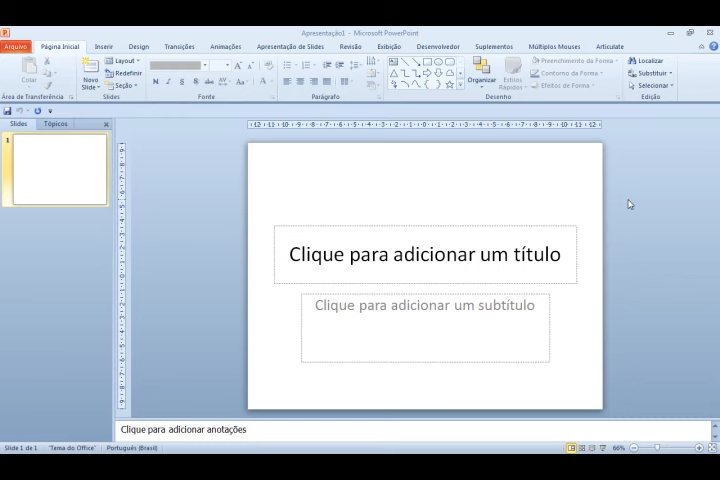 Apresentação1 - Microsoft PowerPoint
Arquivo Página Inicial Inserir Design Transições Animações Apresentação de Slides Revisão Exibição Desenvolvedor Suplementos Múltiplos Mouses Articulate
Colar
Novo
Slide
Layout
Redefinir
Seção
Organizar
Estilos
Rápidos
Preenchimento da Forma
Contorno da Forma
Efeitos de Forma
Localizar
Substituir
Selecionar
Área de Transferência Slides Fonte Parágrafo Desenho Edição
Slides Tópicos
1
Clique para adicionar um título
Clique para adicionar um subtítulo
Clique para adicionar anotações
Slide 1 de 1 "Tema do Office" Português (Brasil) 66%